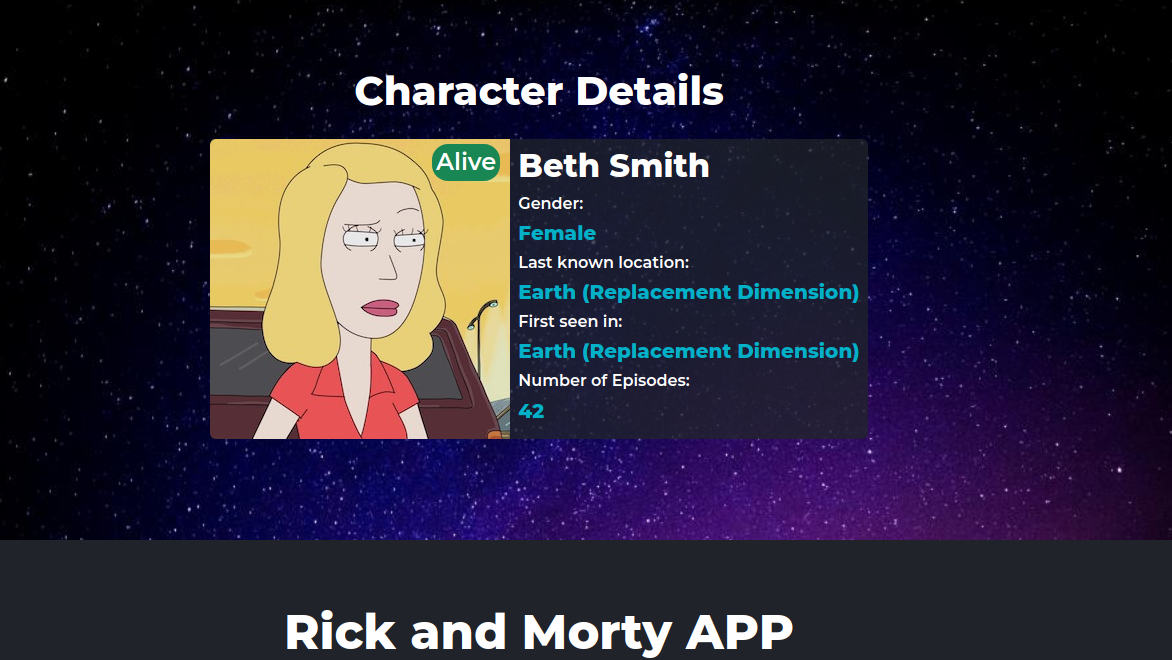 Character Details
Alive
Beth Smith
Gender:
Female
Last known location:
Earth (Replacement Dimension)
First seen in:
Earth (Replacement Dimension)
Number of Episodes:
42
Rick and Morty APP